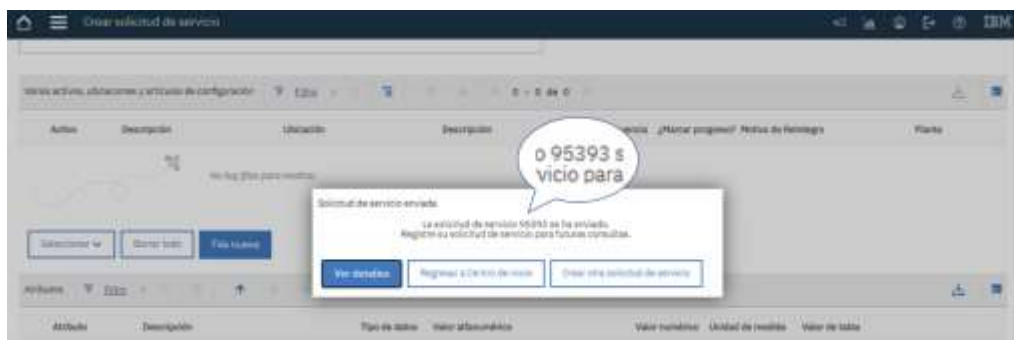 Crear solicitud de servicio
IBM
Varios activos, ubicaciones y artículos de configuración Filtro 0 - 0 de 0
Activo Descripción Ubicación Descripción Secuencia ¿Marcar progreso? Motivo de Reintegro Planta
No hay filas para mostrar
o 95393 s
vicio para
Solicitud de servicio enviada
La solicitud de servicio 95393 se ha enviado.
Registre su solicitud de servicio para futuras consultas.
Seleccionar Borrar todo Fila nueva
Ver detalles Regresar a Centro de inicio Crear otra solicitud de servicio
Atributos Filtro
Atributo Descripción Tipo de datos Valor alfanumérico Valor numérico Unidad de medida Valor de tabla